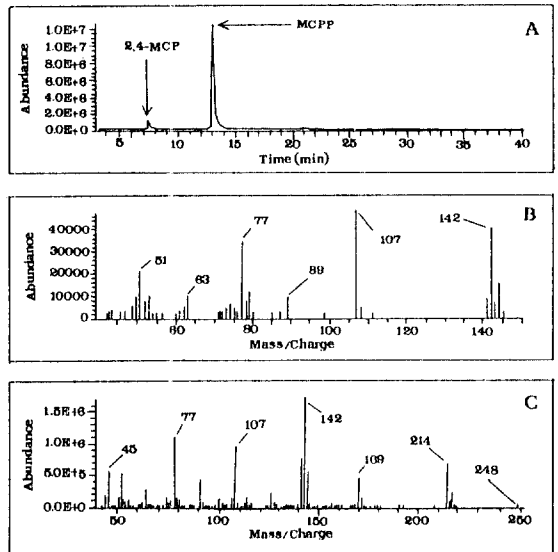 A
MCPP
2,4-MCP
Abundance
1.0E+7
1.0E+7
8.0E+6
6.0E+6
4.0E+6
2.0E+6
0.0E+0
5 10 15 20 25 30 35 40
Time (min)
B
Abundance
40000
30000
20000
10000
0
51
63
77
89
107
142
60 80 100 120 140
Mass/Charge
C
Abundance
1.5E+6
1.0E+6
5.0E+5
0.0E+0
45
77
107
142
169
214
248
50 100 150 200 250
Mass/Charge